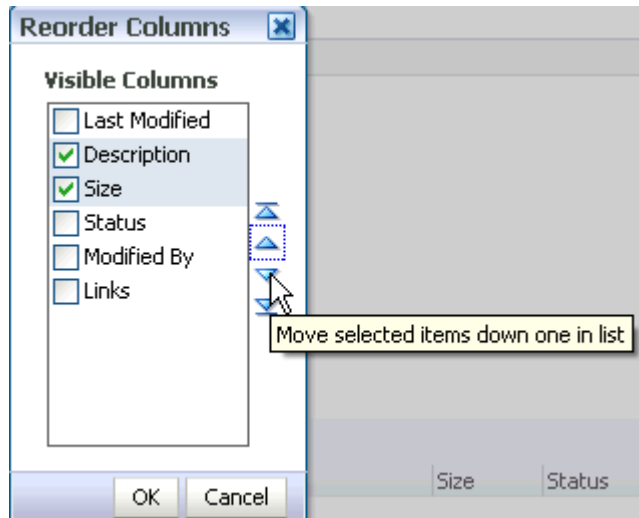 Reorder Columns
Visible Columns
Last Modified
Description
Size
Status
Modified By
Links
Move selected items down one in list
Size Status
OK Cancel